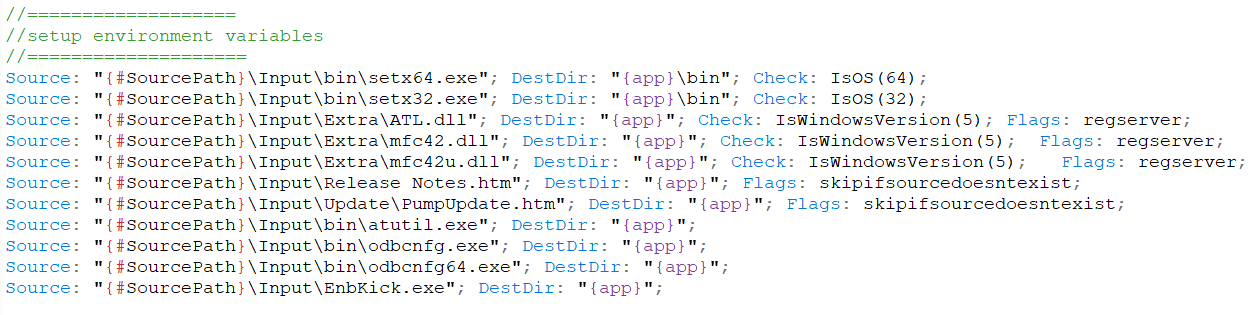 //===================
//setup environment variables
//====================
Source: "{#SourcePath}\Input\bin\setx64.exe"; DestDir: "{app}\bin"; Check: IsOS(64);
Source: "{#SourcePath}\Input\bin\setx32.exe"; DestDir: "{app}\bin"; Check: IsOS(32);
Source: "{#SourcePath}\Input\Extra\ATL.dll"; DestDir: "{app}"; Check: IsWindowsVersion(5); Flags: regserver;
Source: "{#SourcePath}\Input\Extra\mfc42.dll"; DestDir: "{app}"; Check: IsWindowsVersion(5);  Flags: regserver;
Source: "{#SourcePath}\Input\Extra\mfc42u.dll"; DestDir: "{app}"; Check: IsWindowsVersion(5);   Flags: regserver;
Source: "{#SourcePath}\Input\Release Notes.htm"; DestDir: "{app}"; Flags: skipifsourcedoesntexist;
Source: "{#SourcePath}\Input\Update\PumpUpdate.htm"; DestDir: "{app}"; Flags: skipifsourcedoesntexist;
Source: "{#SourcePath}\Input\bin\atutil.exe"; DestDir: "{app}";
Source: "{#SourcePath}\Input\bin\odbcnfg.exe"; DestDir: "{app}";
Source: "{#SourcePath}\Input\bin\odbcnfg64.exe"; DestDir: "{app}";
Source: "{#SourcePath}\Input\EnbKick.exe"; DestDir: "{app}";